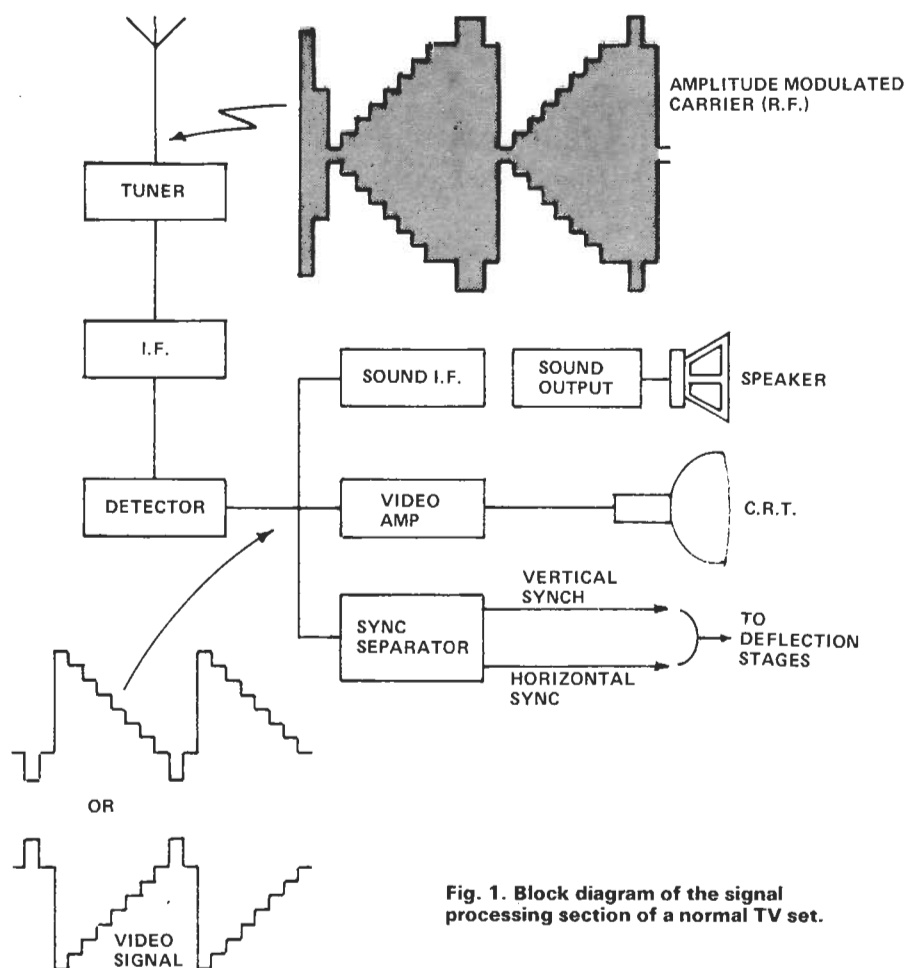 AMPLITUDE MODULATED
CARRIER (R.F.)
TUNER
I.F.
SOUND I.F.
SOUND
OUTPUT
SPEAKER
DETECTOR
VIDEO
AMP
C.R.T.
VERTICAL
SYNCH
SYNC
SEPARATOR
TO
DEFLECTION
STAGES
HORIZONTAL
SYNC
OR
VIDEO
SIGNAL
Fig. 1. Block diagram of the signal
processing section of a normal TV set.